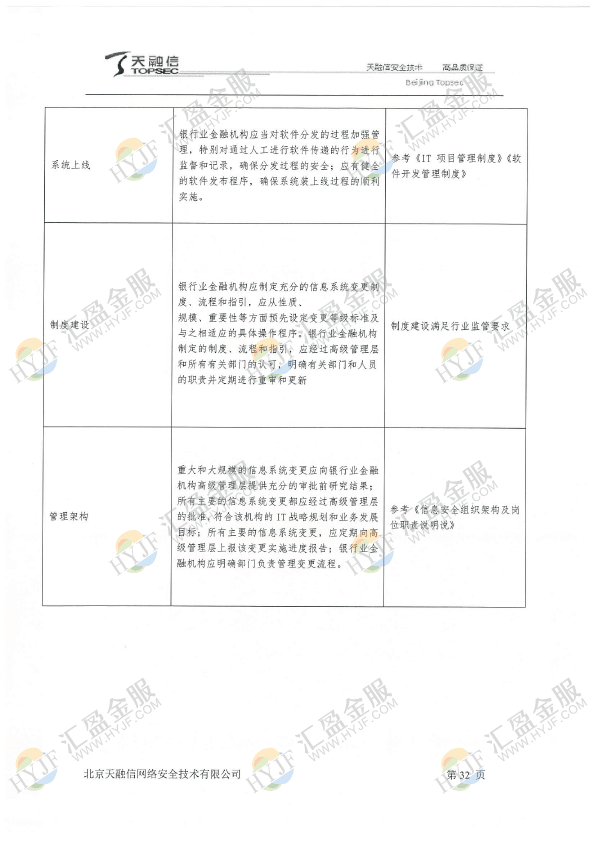 天融信
TOPSEC
天融信安全技术 高品质保证
Beijing Topsec
系统上线
银行业金融机构应当对软件分发的过程加强管
理，特别对通过人工进行软件传递的行为进行
监督和记录，确保分发过程的安全；应有健全
的软件发布程序，确保系统装上线过程的顺利
实施。
参考《IT 项目管理制度》《软
件开发管理制度》
制度建设
银行业金融机构应制定充分的信息系统变更制
度、流程和指引，应从性质、
规模、重要性等方面预先设定变更等级标准及
与之相适应的具体操作程序。银行业金融机构
制定的制度、流程和指引，应经过高级管理层
和所有有关部门的认可，明确有关部门和人员
的职责并定期进行重审和更新
制度建设满足行业监管要求
管理架构
重大和大规模的信息系统变更应向银行业金融
机构高级管理层提供充分的审批前研究结果；
所有主要的信息系统变更都应经过高级管理层
的批准，符合该机构的 IT 战略规划和业务发展
目标；所有主要的信息系统变更，应定期向高
级管理层上报该变更实施进度报告；银行业金
融机构应明确部门负责管理变更流程。
参考《信息安全组织架构及岗
位职责说明说》
北京天融信网络安全技术有限公司
第 32 页
汇盈金服
HYJF.COM
HYJF